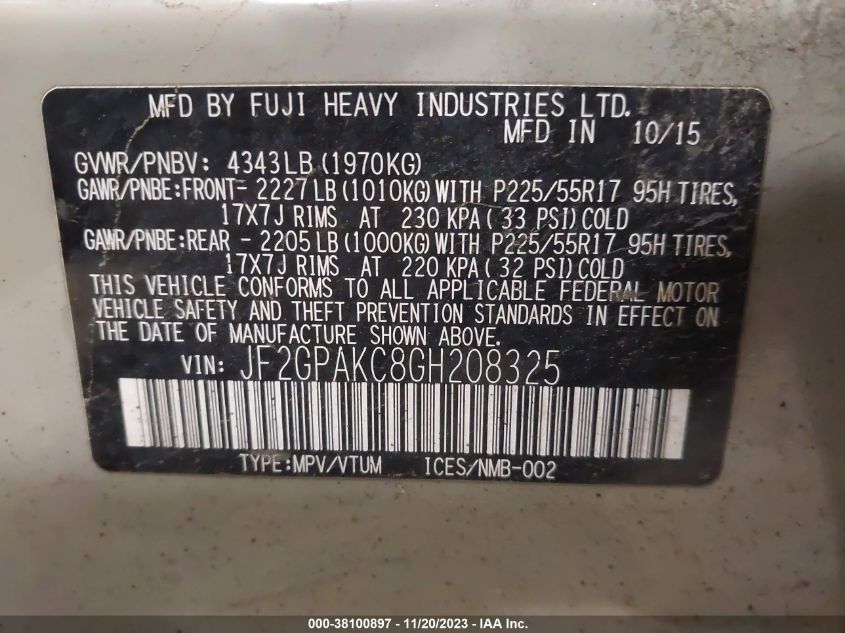 MFD BY FUJI HEAVY INDUSTRIES LTD.
MFD IN 10/15
GVWR/PNBV: 4343LB (1970KG)
GAWR/PNBE:FRONT- 2227LB (1010KG) WITH P225/55R17 95H TIRES,
17X7J RIMS AT 230 KPA ( 33 PSI) COLD
GAWR/PNBE:REAR - 2205LB (1000KG) WITH P225/55R17 95H TIRES,
17X7J RIMS AT 220 KPA ( 32 PSI) COLD
THIS VEHICLE CONFORMS TO ALL APPLICABLE FEDERAL MOTOR
VEHICLE SAFETY AND THEFT PREVENTION STANDARDS IN EFFECT ON
THE DATE OF MANUFACTURE SHOWN ABOVE.
VIN: JF2GPAKC8GH208325
TYPE:MPV/VTUM ICES/NMB-002
000-38100897 - 11/20/2023 - IAA Inc.